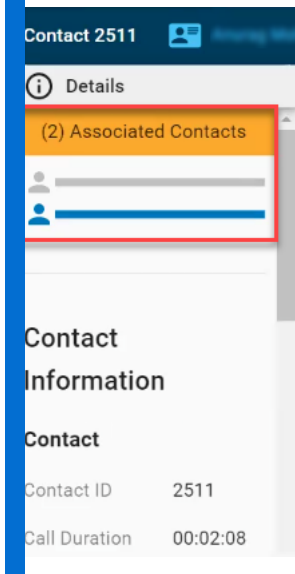 Contact 2511
Details
(2) Associated Contacts
Contact
Information
Contact
Contact ID 2511
Call Duration 00:02:08